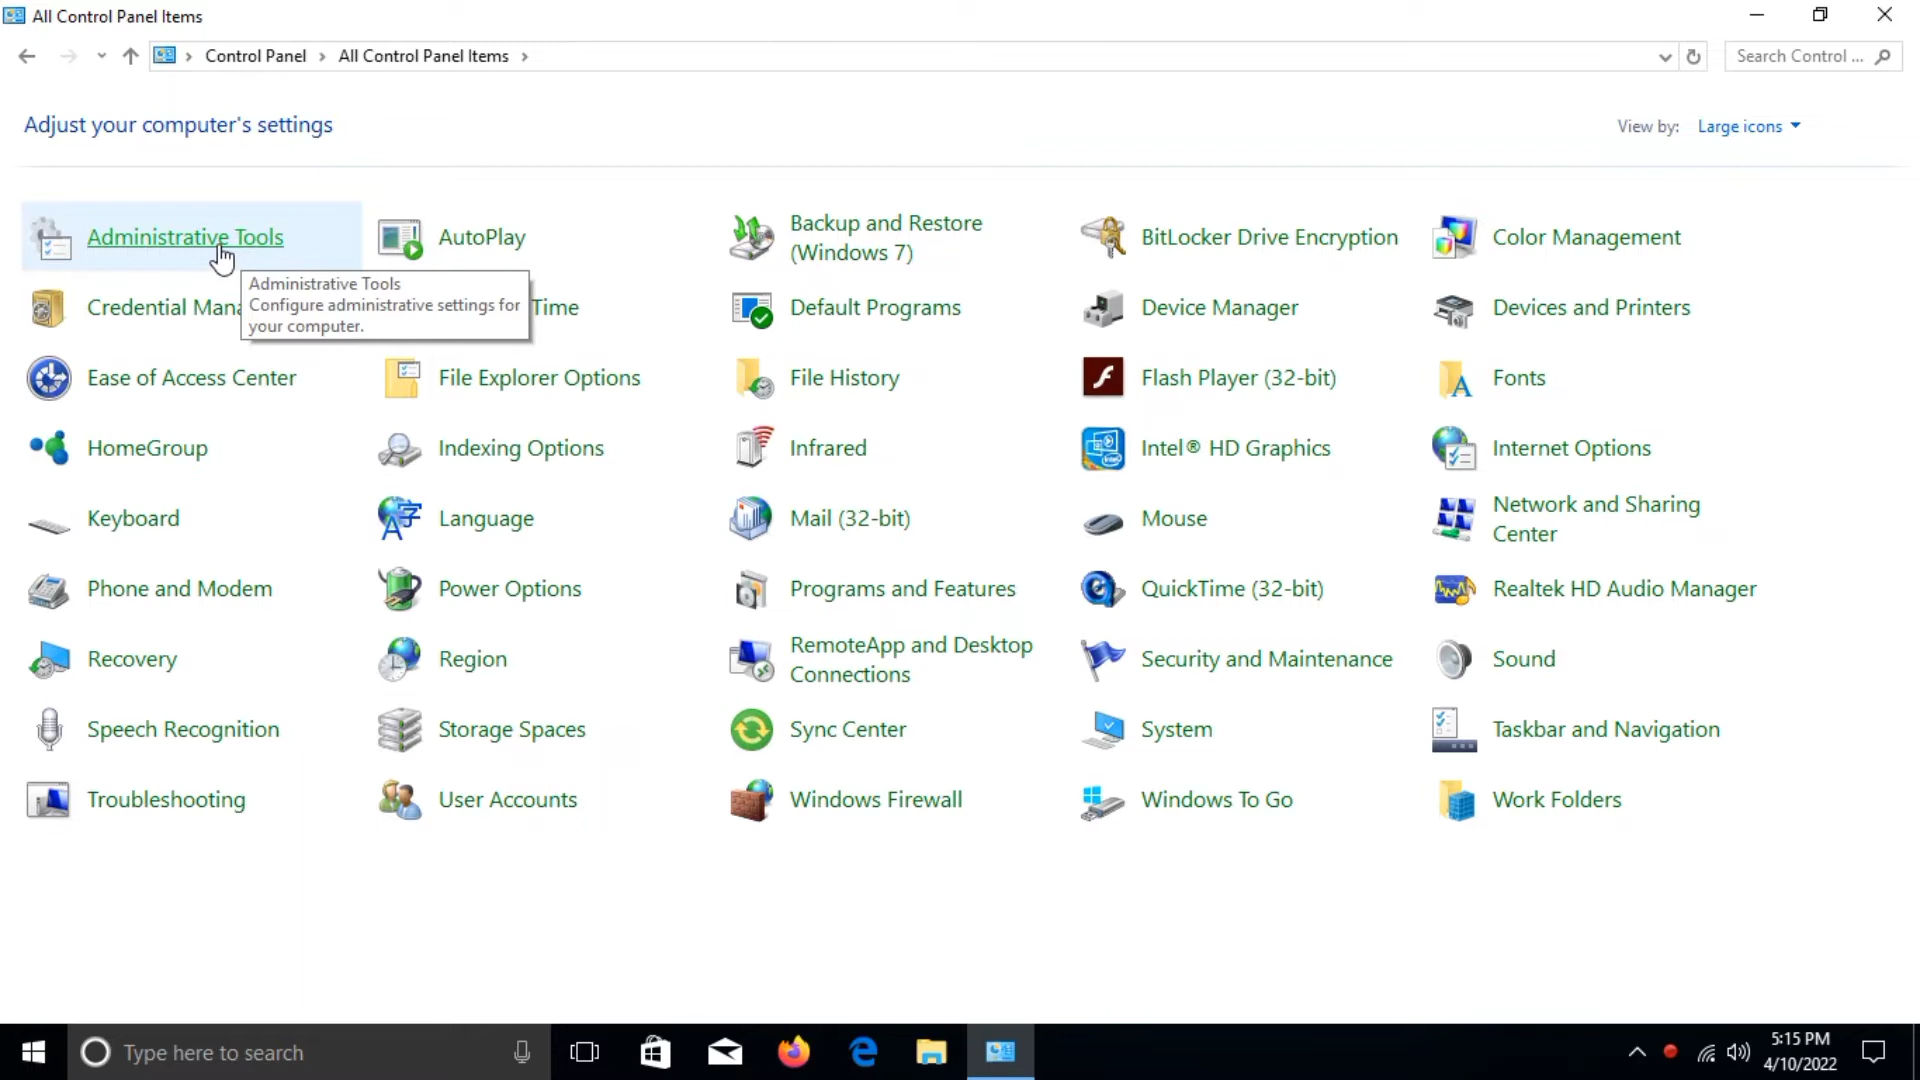 All Control Panel Items
Control Panel
All Control Panel Items
Search Control ...
Adjust your computer's settings
View by: Large icons
Administrative Tools
AutoPlay
Backup and Restore
(Windows 7)
BitLocker Drive Encryption
Color Management
Administrative Tools
Configure administrative settings for
your computer.
Credential Mana
Time
Default Programs
Device Manager
Devices and Printers
Ease of Access Center
File Explorer Options
File History
Flash Player (32-bit)
Fonts
HomeGroup
Indexing Options
Infrared
Intel® HD Graphics
Internet Options
Keyboard
Language
Mail (32-bit)
Mouse
Network and Sharing
Center
Phone and Modem
Power Options
Programs and Features
QuickTime (32-bit)
Realtek HD Audio Manager
Recovery
Region
RemoteApp and Desktop
Connections
Security and Maintenance
Sound
Speech Recognition
Storage Spaces
Sync Center
System
Taskbar and Navigation
Troubleshooting
User Accounts
Windows Firewall
Windows To Go
Work Folders
Type here to search
5:15 PM
4/10/2022